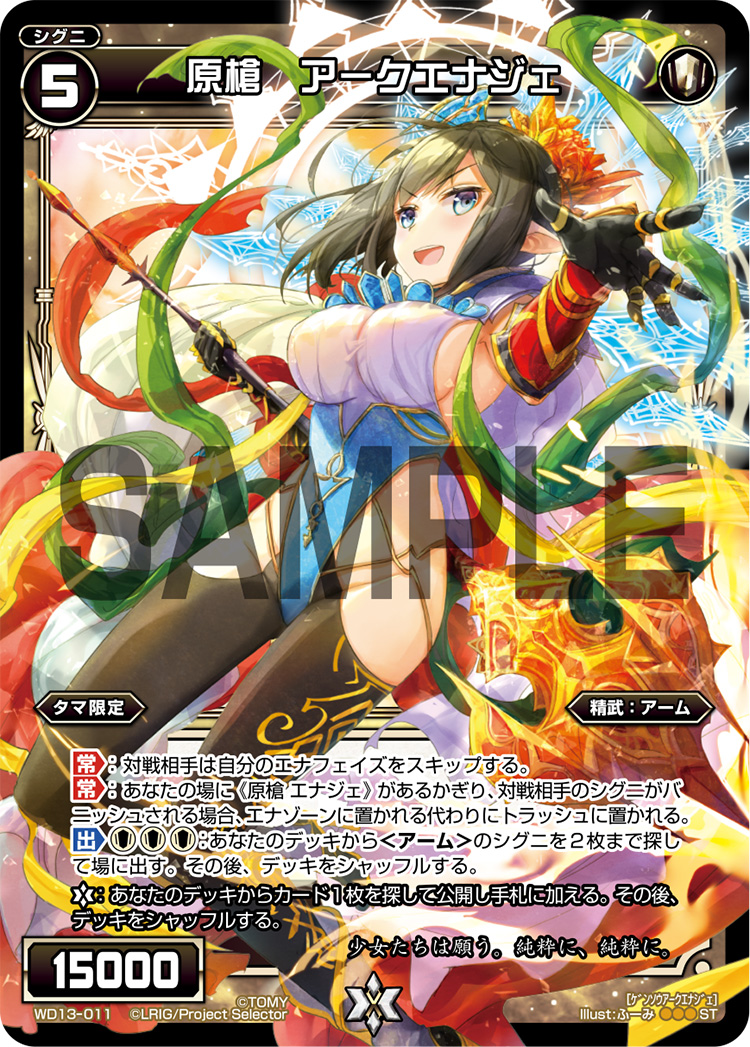 シグニ
5
原槍　アークエナジェ
SAMPLE
タマ限定
精武：アーム
常：対戦相手は自分のエナフェイズをスキップする。
常：あなたの場に《原槍 エナジェ》があるかぎり、対戦相手のシグニがバ
ニッシュされる場合、エナゾーンに置かれる代わりにトラッシュに置かれる。
出：あなたのデッキから<アーム>のシグニを２枚まで探し
て場に出す。その後、デッキをシャッフルする。
：あなたのデッキからカード１枚を探して公開し手札に加える。その後、
デッキをシャッフルする。
少女たちは願う。純粋に、純粋に。
15000
WD13-011　©LRIG/Project Selector
©TOMY
[ｹﾞﾝｿｳｱｰｸｴﾅｼﾞｪ]
Illust:ふーみ ST